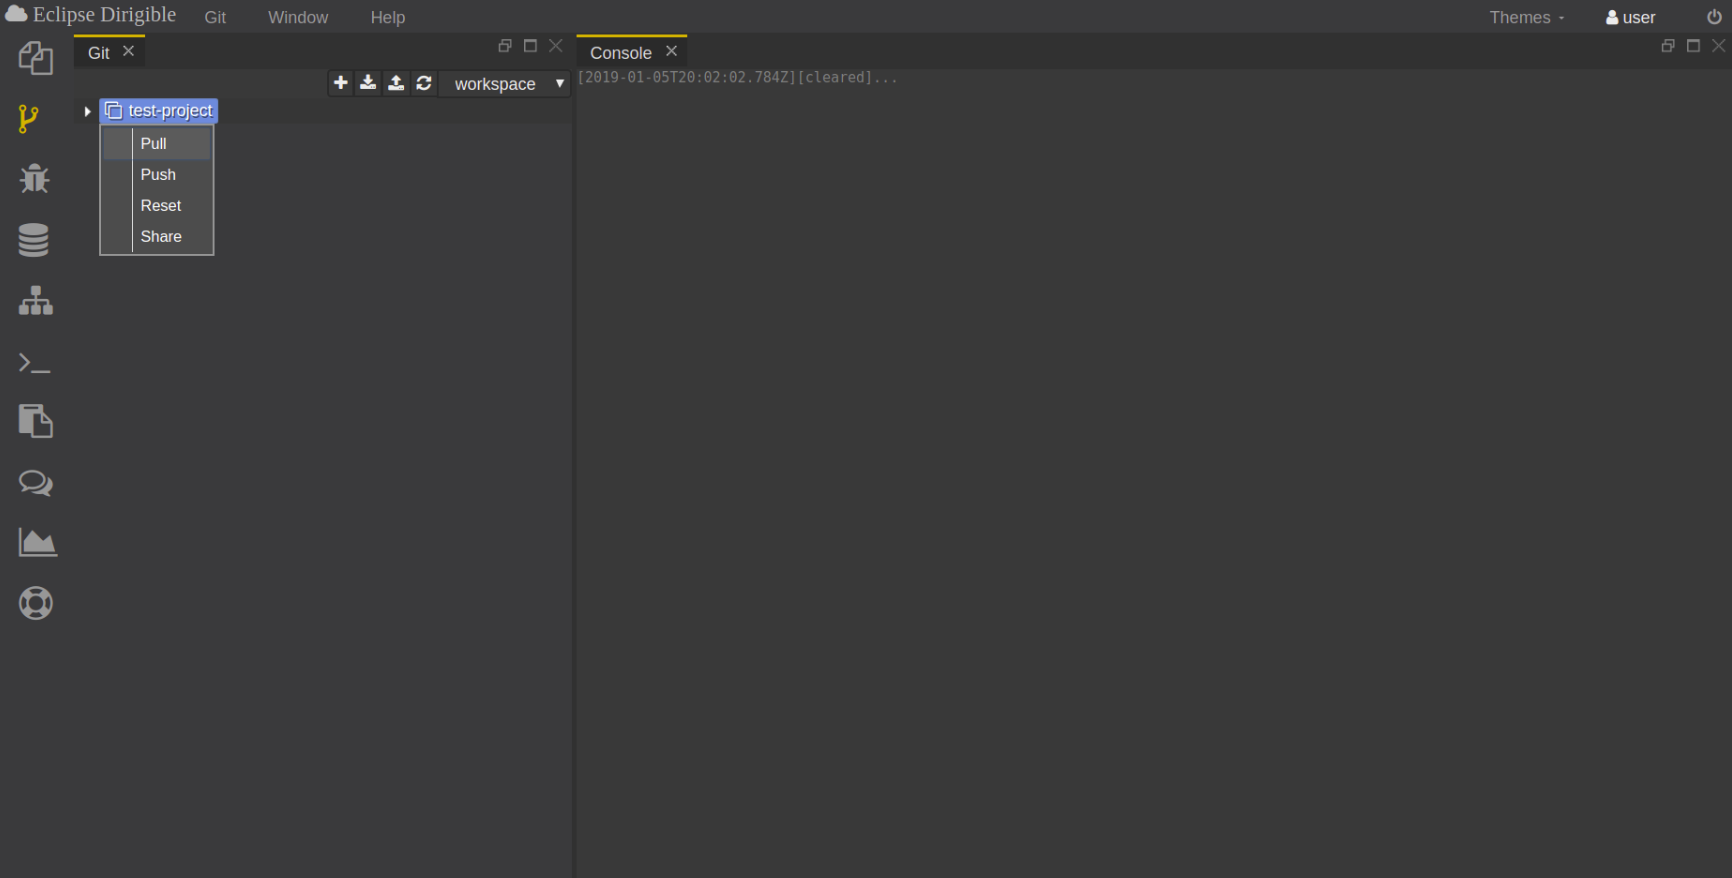 Eclipse Dirigible Git Window Help Themes user
Git Console
workspace [2019-01-05T20:02:02.784Z][cleared]...
test-project
Pull
Push
Reset
Share